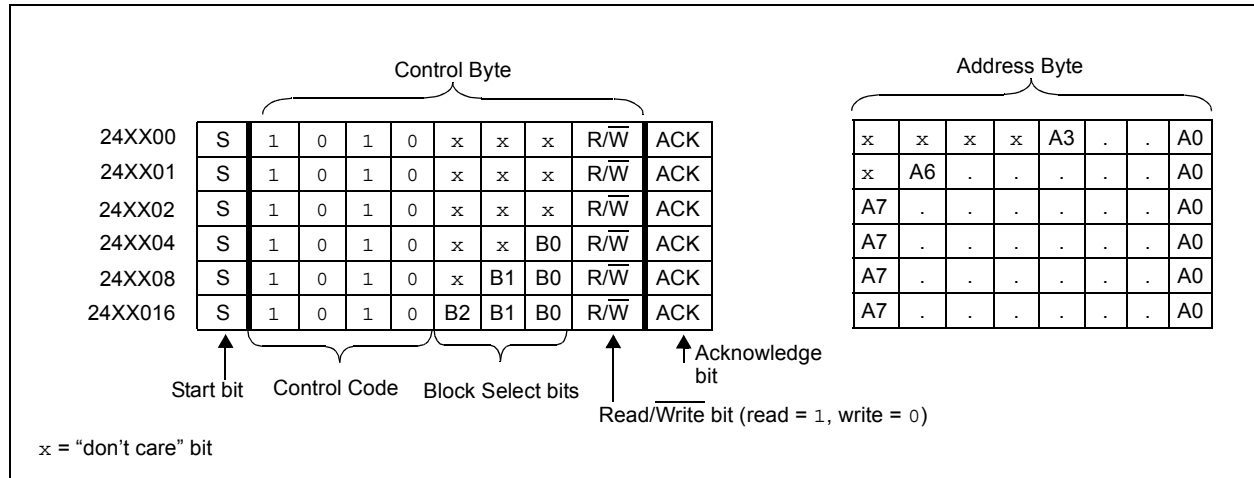 Control Byte
Address Byte
24XX00 S 1 0 1 0 x x x R/W̅ ACK x x x x A3 . . A0
24XX01 S 1 0 1 0 x x x R/W̅ ACK x A6 . . . . . A0
24XX02 S 1 0 1 0 x x x R/W̅ ACK A7 . . . . . . A0
24XX04 S 1 0 1 0 x x B0 R/W̅ ACK A7 . . . . . . A0
24XX08 S 1 0 1 0 x B1 B0 R/W̅ ACK A7 . . . . . . A0
24XX016 S 1 0 1 0 B2 B1 B0 R/W̅ ACK A7 . . . . . . A0
Start bit
Control Code
Block Select bits
Acknowledge
bit
Read/W̅r̅i̅t̅e̅ bit (read = 1, write = 0)
x = “don’t care” bit